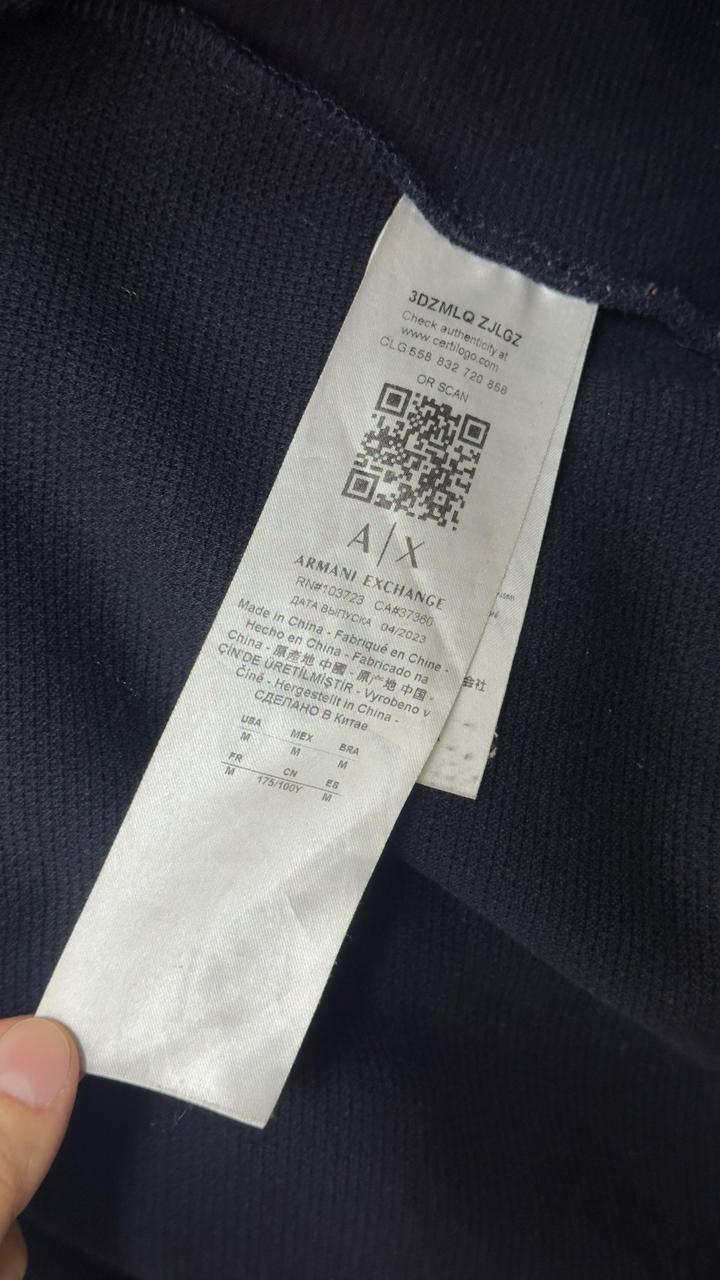 3DZMLQ ZJLGZ
Check authenticity at
www.certilogo.com
CLG 558 832 720 858
OR SCAN
A|X
ARMANI EXCHANGE
RN#103723 CA#37360
ДАТА ВЫПУСКА 04/2023
Made in China - Fabriqué en Chine -
Hecho en China - Fabricado na
China - 原產地 中國 - 原产地 中国 -
ÇİN'DE ÜRETİLMİŞTİR - Vyrobeno v
Číně - Hergestellt in China -
СДЕЛАНО В Китае
USA MEX BRA
M M M
FR CN ES
M 175/100Y M
会社